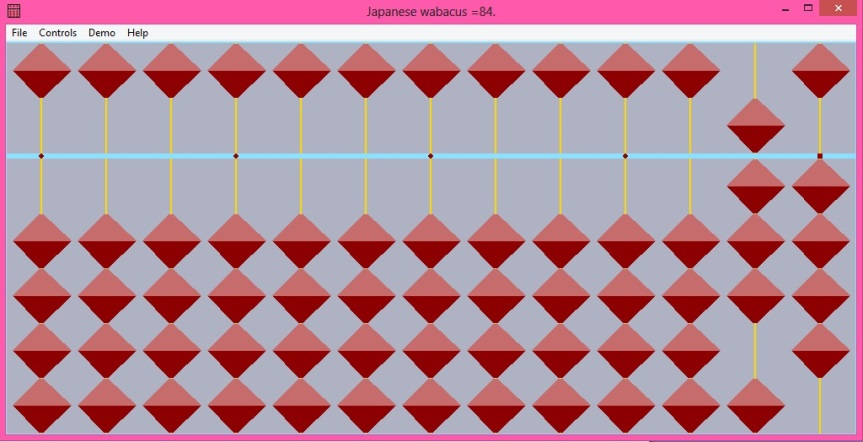 Japanese wabacus =84.
File Controls Demo Help